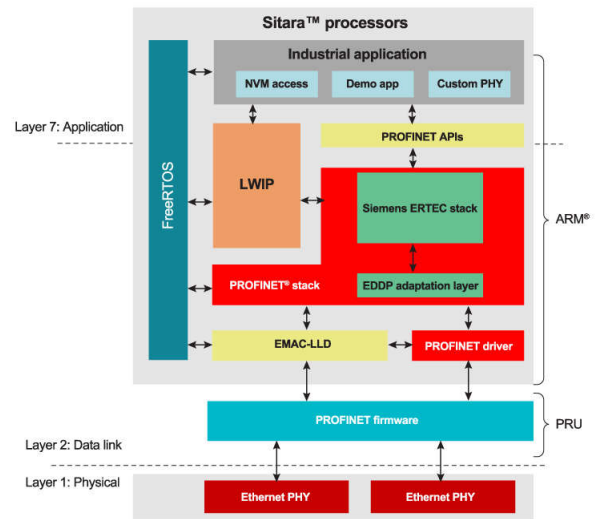 Sitara™ processors
Industrial application
NVM access
Demo app
Custom PHY
Layer 7: Application
PROFINET APIs
FreeRTOS
LWIP
Siemens ERTEC stack
ARM®
PROFINET® stack
EDDP adaptation layer
EMAC-LLD
PROFINET driver
PROFINET firmware
PRU
Layer 2: Data link
Layer 1: Physical
Ethernet PHY
Ethernet PHY